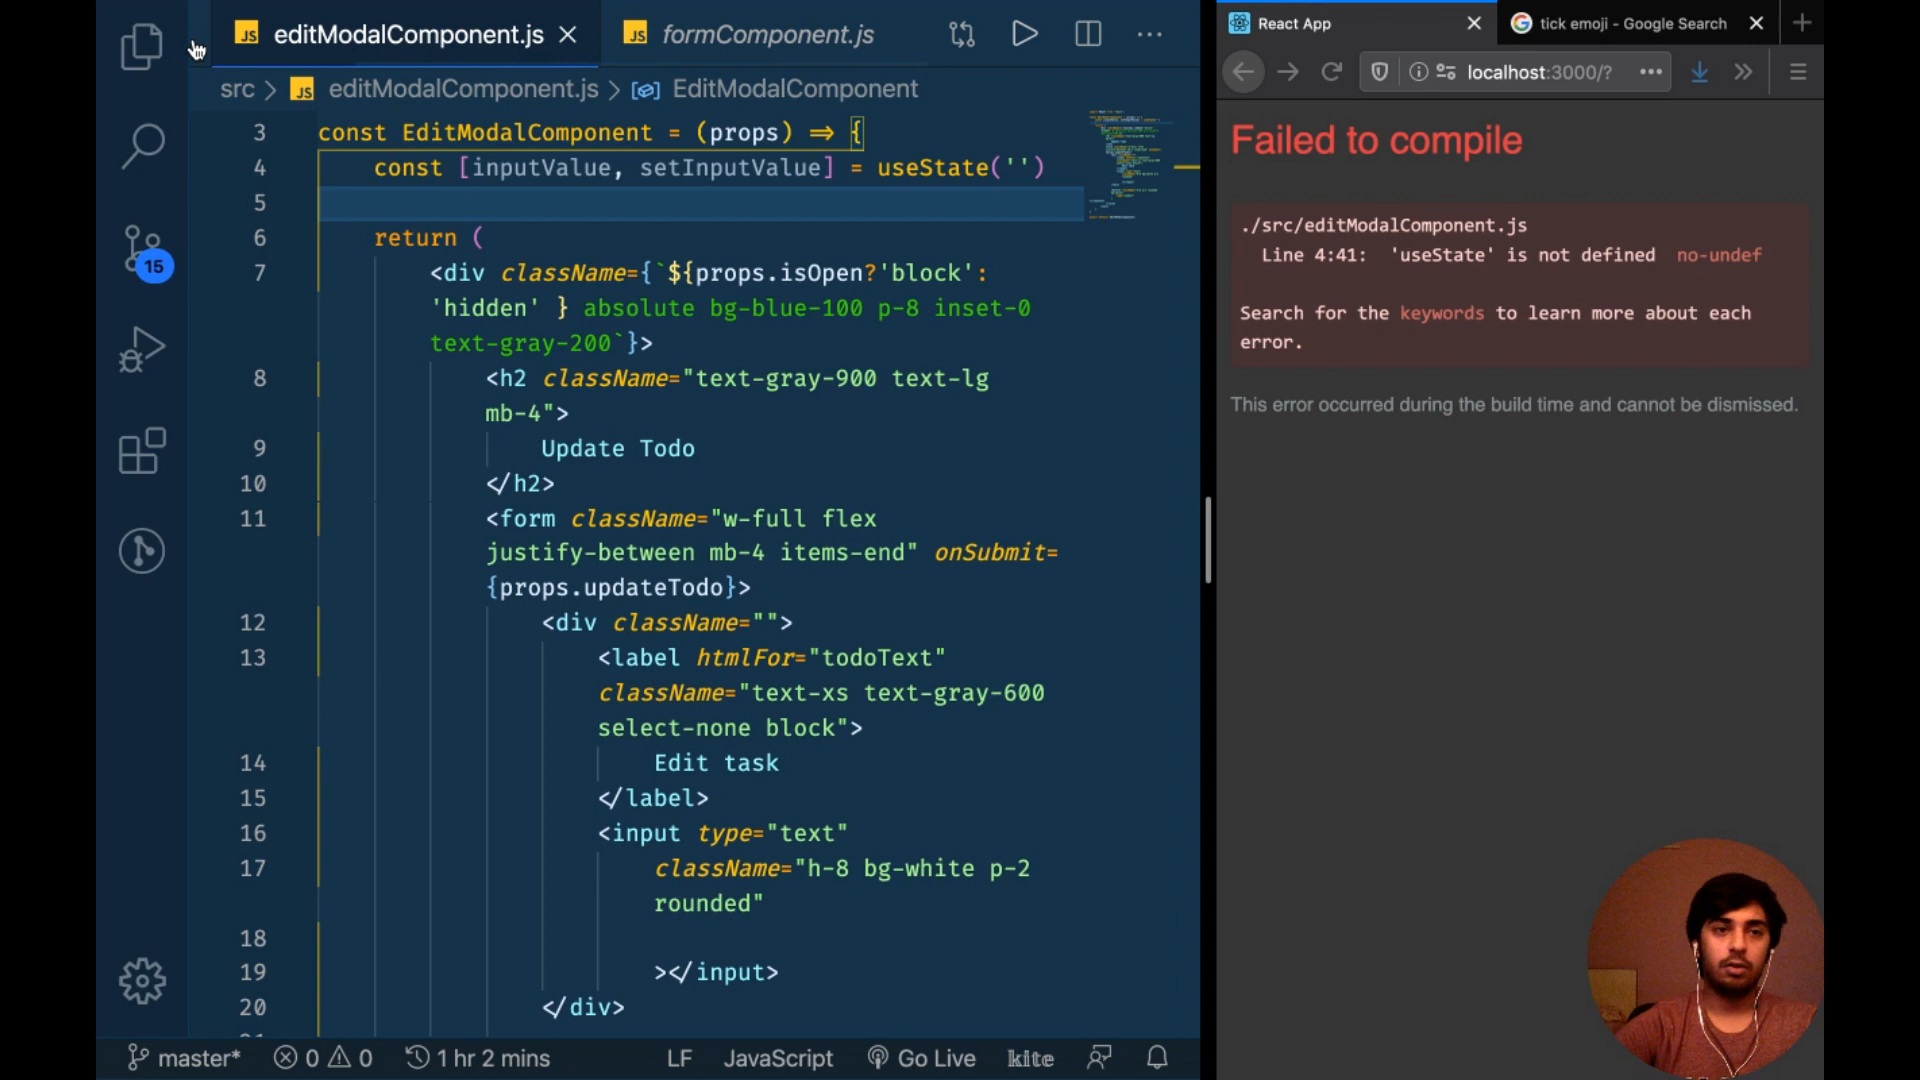 JS editModalComponent.js
JS formComponent.js
src > JS editModalComponent.js > EditModalComponent
3 const EditModalComponent = (props) => {
4 const [inputValue, setInputValue] = useState('')
5
6 return (
7 <div className={`${props.isOpen?'block':
'hidden' } absolute bg-blue-100 p-8 inset-0
text-gray-200`}>
8 <h2 className="text-gray-900 text-lg
mb-4">
9 Update Todo
10 </h2>
11 <form className="w-full flex
justify-between mb-4 items-end" onSubmit=
{props.updateTodo}>
12 <div className="">
13 <label htmlFor="todoText"
className="text-xs text-gray-600
select-none block">
14 Edit task
15 </label>
16 <input type="text"
17 className="h-8 bg-white p-2
rounded"
18
19 ></input>
20 </div>
15
master* 0 0 1 hr 2 mins LF JavaScript Go Live kite
React App
tick emoji - Google Search
localhost:3000/?
Failed to compile
./src/editModalComponent.js
Line 4:41: 'useState' is not defined no-undef
Search for the keywords to learn more about each
error.
This error occurred during the build time and cannot be dismissed.